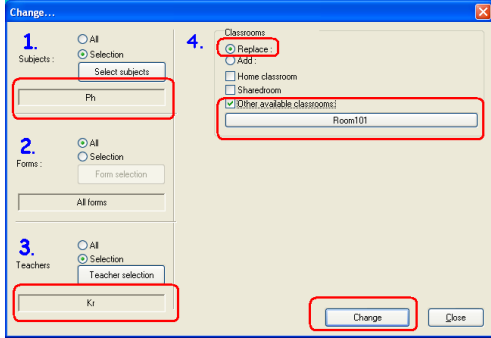 Change...
1.
Subjects :
All
Selection
Select subjects
Ph
2.
Forms :
All
Selection
Form selection
All forms
3.
Teachers
All
Selection
Teacher selection
Kr
4.
Classrooms
Replace :
Add :
Home classroom
Sharedroom
Other available classrooms:
Room101
Change
Close